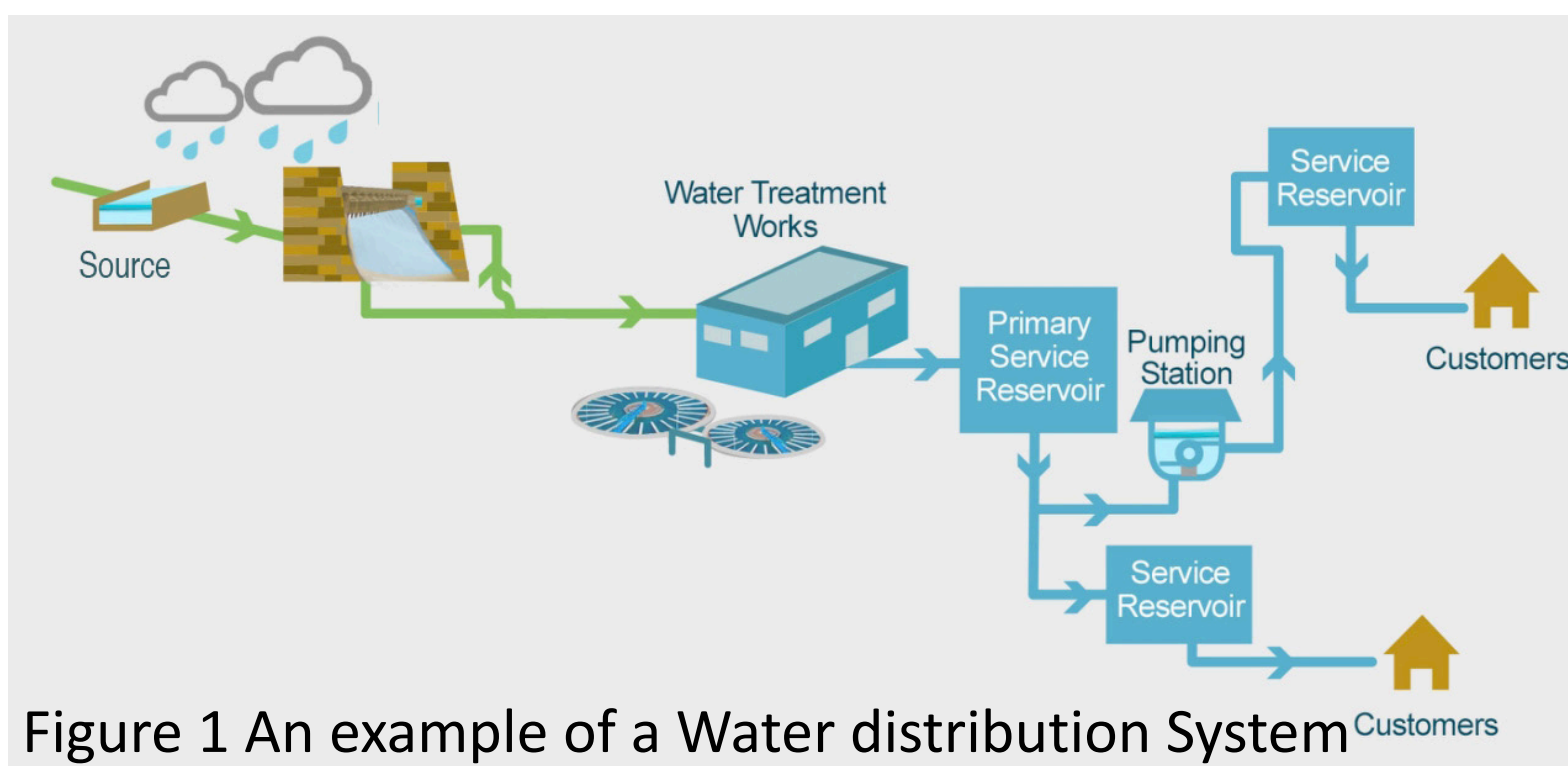 Source
Water Treatment
Works
Primary
Service
Reservoir
Pumping
Station
Service
Reservoir
Customers
Service
Reservoir
Customers
Figure 1 An example of a Water distribution System